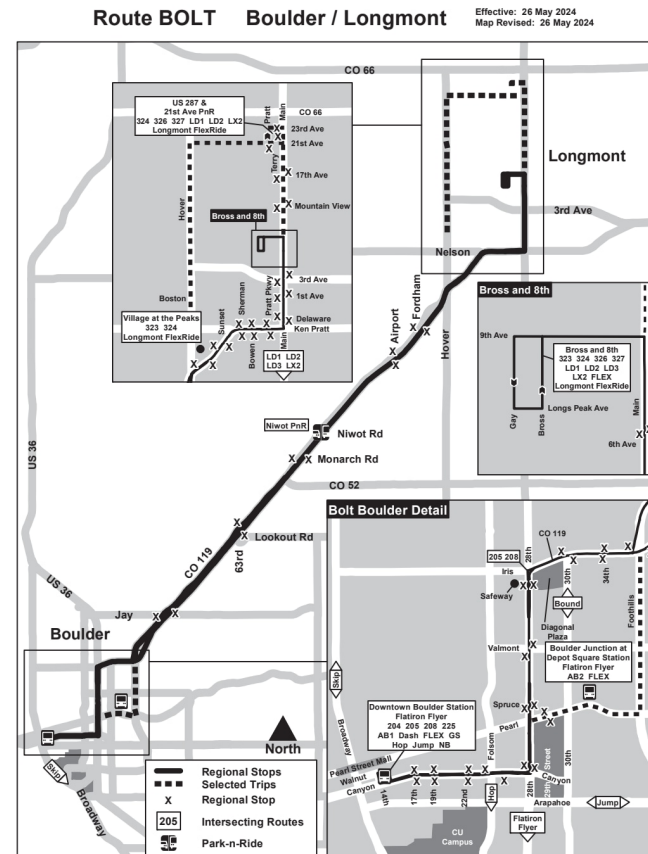 Route BOLT Boulder / Longmont
Effective: 26 May 2024
Map Revised: 26 May 2024
CO 66
US 287 &
21st Ave PnR
324 326 327 LD1 LD2 LX2
Longmont FlexRide
Pratt
Main
CO 66
23rd Ave
21st Ave
Terry
17th Ave
Hover
Mountain View
Bross and 8th
Pratt Pkwy
3rd Ave
1st Ave
Boston
Sherman
Sunset
Delaware
Ken Pratt
Village at the Peaks
323 324
Longmont FlexRide
Bowen
Main
LD1 LD2
LD3 LX2
Longmont
3rd Ave
Nelson
Fordham
Airport
Hover
Bross and 8th
9th Ave
Bross and 8th
323 324 326 327
LD1 LD2 LD3
LX2 FLEX
Longmont FlexRide
Longs Peak Ave
Gay
Bross
Main
6th Ave
Niwot PnR
Niwot Rd
Monarch Rd
CO 52
US 36
Lookout Rd
63rd
CO 119
US 36
Jay
Boulder
Skip
Broadway
North
Regional Stops
Selected Trips
X Regional Stop
205 Intersecting Routes
Park-n-Ride
Bolt Boulder Detail
28th
CO 119
205 208
Iris
Safeway
30th
34th
Bound
Diagonal
Plaza
Foothills
Valmont
Boulder Junction at
Depot Square Station
Flatiron Flyer
AB2 FLEX
Skip
Broadway
Downtown Boulder Station
Flatiron Flyer
204 205 208 225
AB1 Dash FLEX GS
Hop Jump NB
Spruce
Pearl
Folsom
Pearl Street Mall
Walnut
Canyon
14th
17th
19th
22nd
Hop
28th
29th Street
30th
Canyon
Arapahoe
Jump
CU
Campus
Flatiron
Flyer